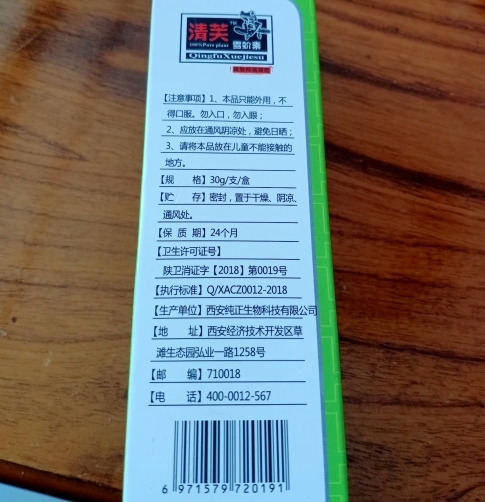 清芙™
雪妎素
100%Pure plant
QingfuXuejiesu
【注意事项】1、本品只能外用，不
得口服。勿入口，勿入眼；
2、应放在通风阴凉处，避免日晒；
3、请将本品放在儿童不能接触的
地方。
【规 格】30g/支/盒
【贮 存】密封，置于干燥、阴凉、
通风处。
【保 质 期】24个月
【卫生许可证号】
陕卫消证字【2018】第0019号
【执行标准】Q/XACZ0012-2018
【生产单位】西安纯正生物科技有限公司
【地 址】西安经济技术开发区草
滩生态园弘业一路1258号
【邮 编】710018
【电 话】400-0012-567
6 971579 720191